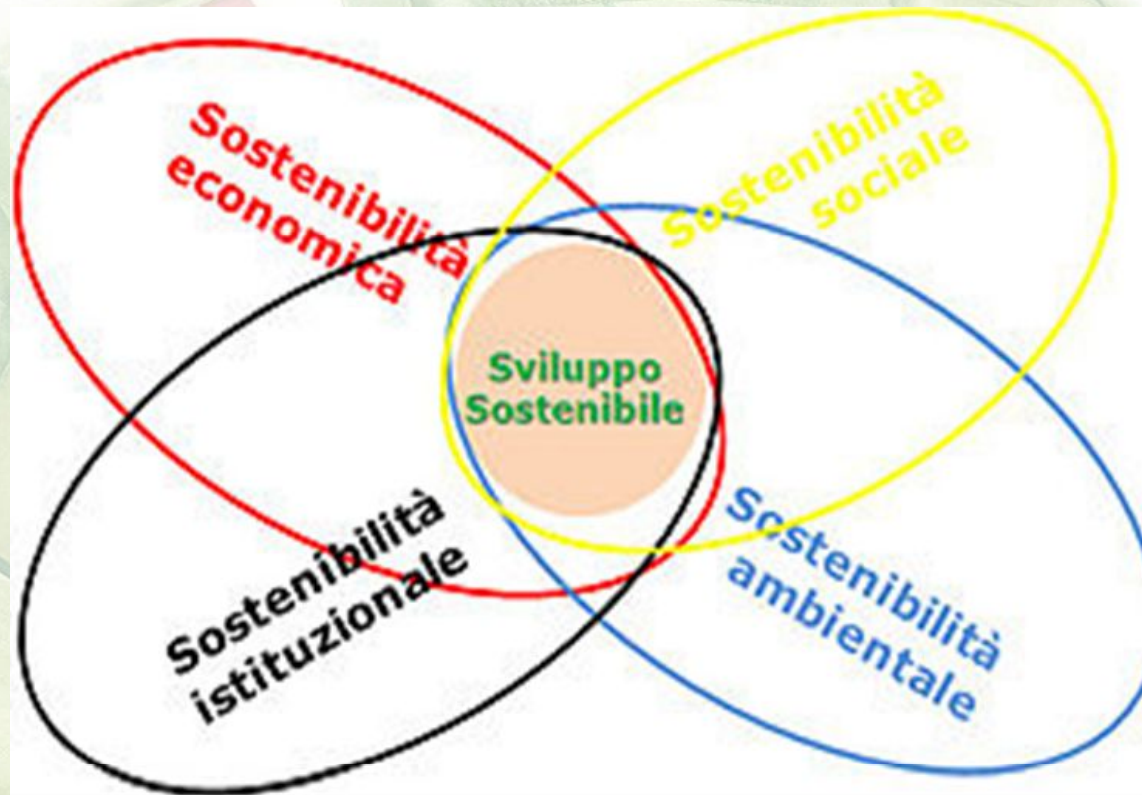 Sostenibilità
economica
Sostenibilità
sociale
Sviluppo
Sostenibile
Sostenibilità
istituzionale
Sostenibilità
ambientale